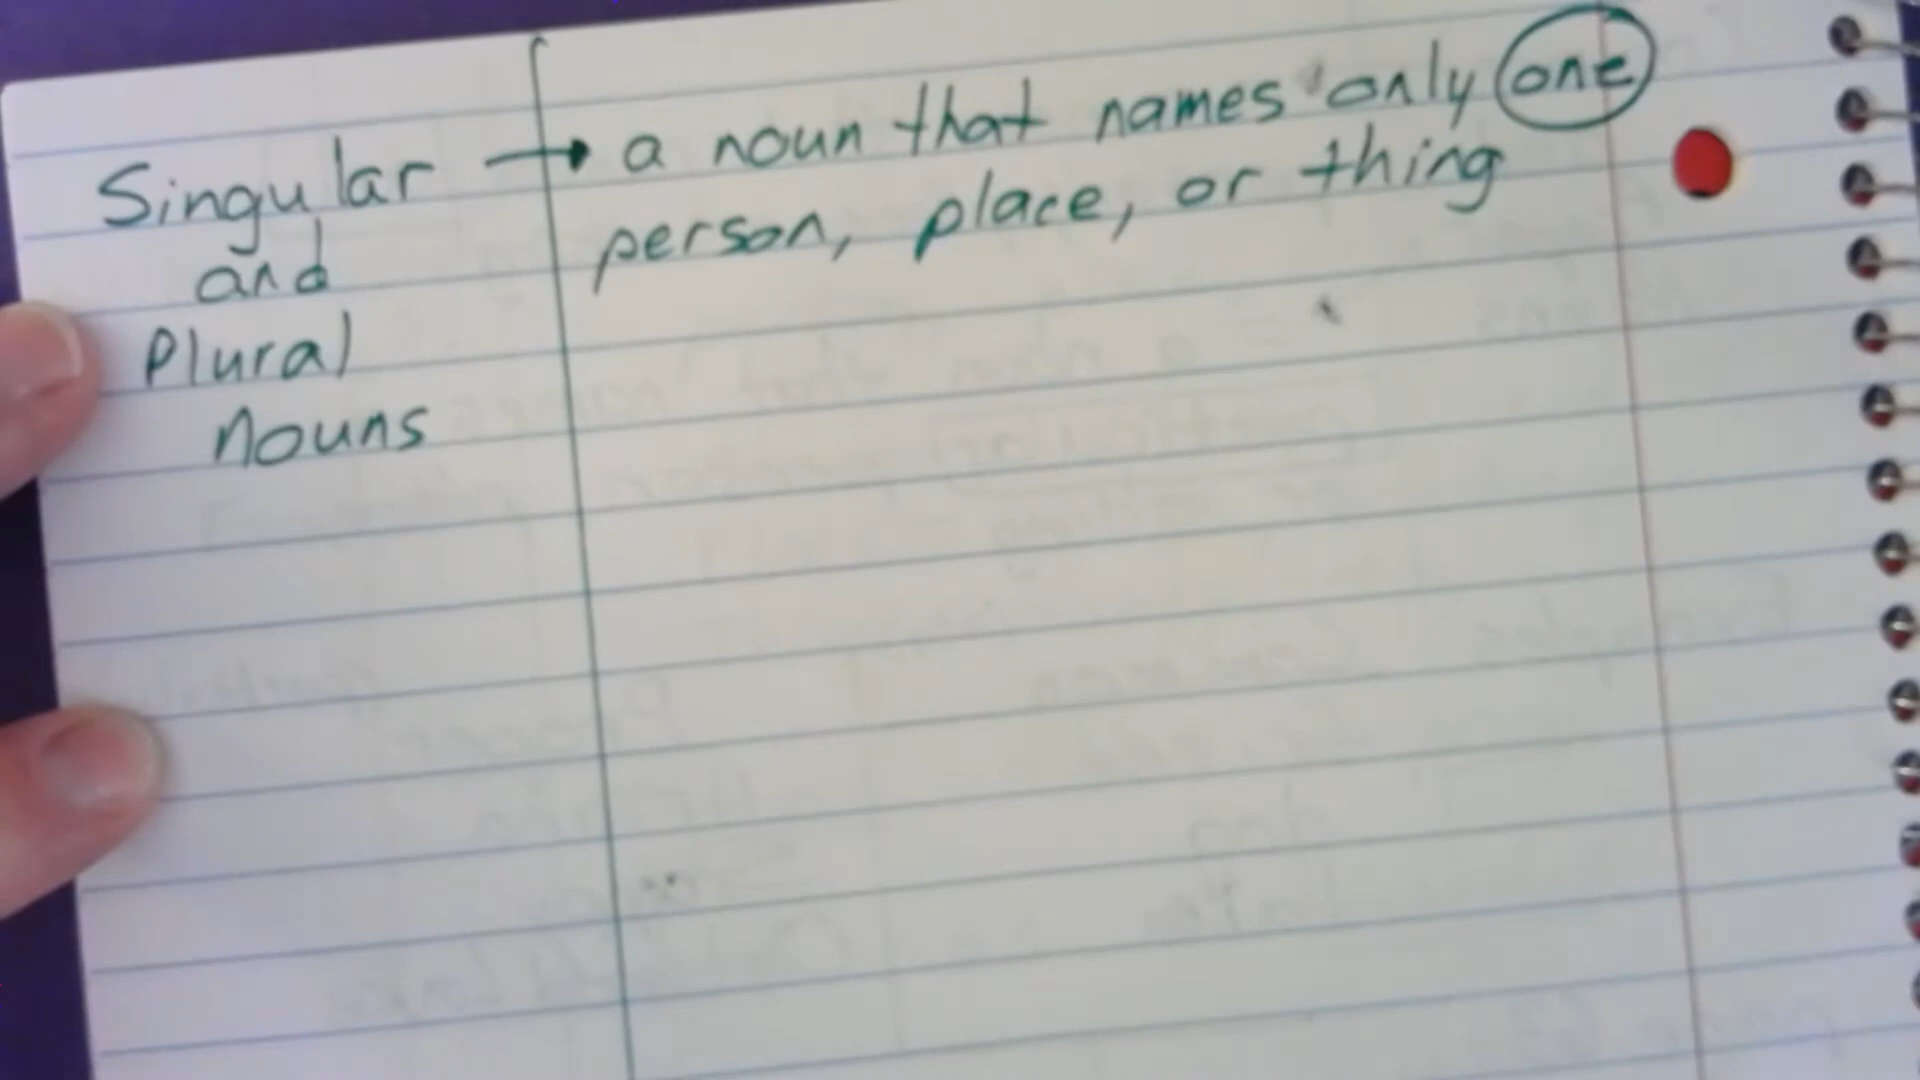 Singular → a noun that names only one
person, place, or thing
and
Plural
nouns